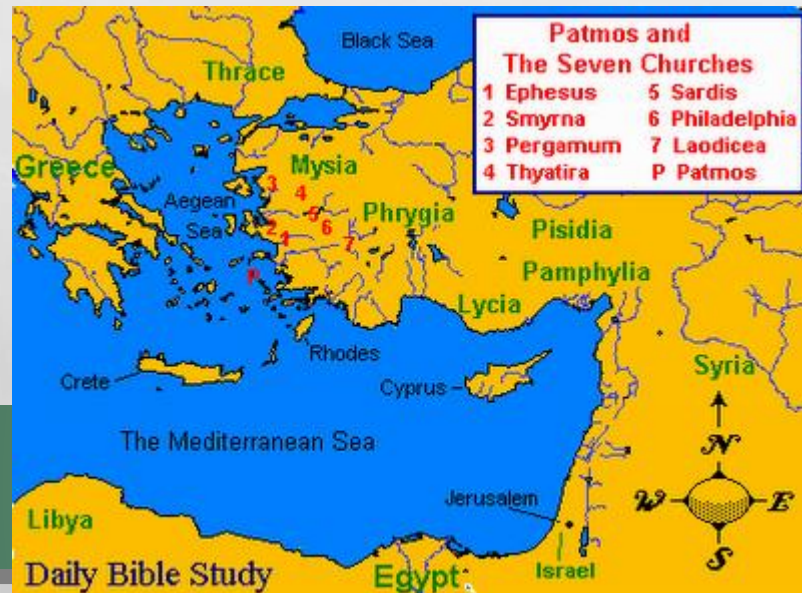 Patmos and
The Seven Churches
1 Ephesus 5 Sardis
2 Smyrna 6 Philadelphia
3 Pergamum 7 Laodicea
4 Thyatira P Patmos
Black Sea
Thrace
Greece
Mysia
Aegean
Sea
3
4
5
Phrygia
2
1
6
7
Pisidia
P
Pamphylia
Lycia
Rhodes
Syria
Crete
Cyprus
The Mediterranean Sea
N
W
E
S
Jerusalem
Libya
Israel
Egypt
Daily Bible Study